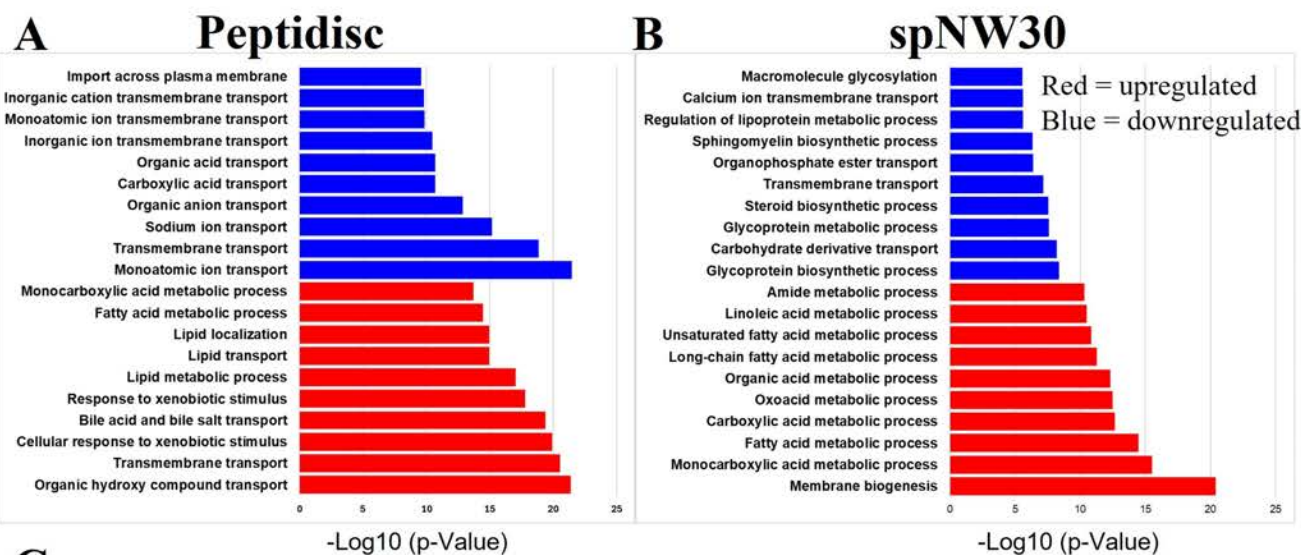 A Peptidisc
Import across plasma membrane
Inorganic cation transmembrane transport
Monoatomic ion transmembrane transport
Inorganic ion transmembrane transport
Organic acid transport
Carboxylic acid transport
Organic anion transport
Sodium ion transport
Transmembrane transport
Monoatomic ion transport
Monocarboxylic acid metabolic process
Fatty acid metabolic process
Lipid localization
Lipid transport
Lipid metabolic process
Response to xenobiotic stimulus
Bile acid and bile salt transport
Cellular response to xenobiotic stimulus
Transmembrane transport
Organic hydroxy compound transport
0 5 10 15 20 25
-Log10 (p-Value)
B spNW30
Red = upregulated
Blue = downregulated
Macromolecule glycosylation
Calcium ion transmembrane transport
Regulation of lipoprotein metabolic process
Sphingomyelin biosynthetic process
Organophosphate ester transport
Transmembrane transport
Steroid biosynthetic process
Glycoprotein metabolic process
Carbohydrate derivative transport
Glycoprotein biosynthetic process
Amide metabolic process
Linoleic acid metabolic process
Unsaturated fatty acid metabolic process
Long-chain fatty acid metabolic process
Organic acid metabolic process
Oxoacid metabolic process
Carboxylic acid metabolic process
Fatty acid metabolic process
Monocarboxylic acid metabolic process
Membrane biogenesis
0 5 10 15 20 25
-Log10 (p-Value)